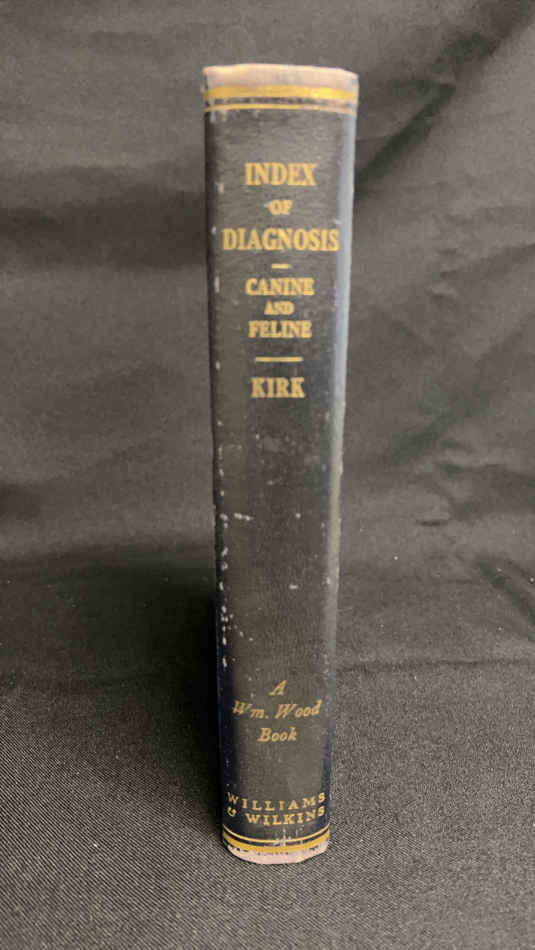 INDEX
OF
DIAGNOSIS
CANINE
AND
FELINE
KIRK
A
Wm. Wood
Book
WILLIAMS
& WILKINS